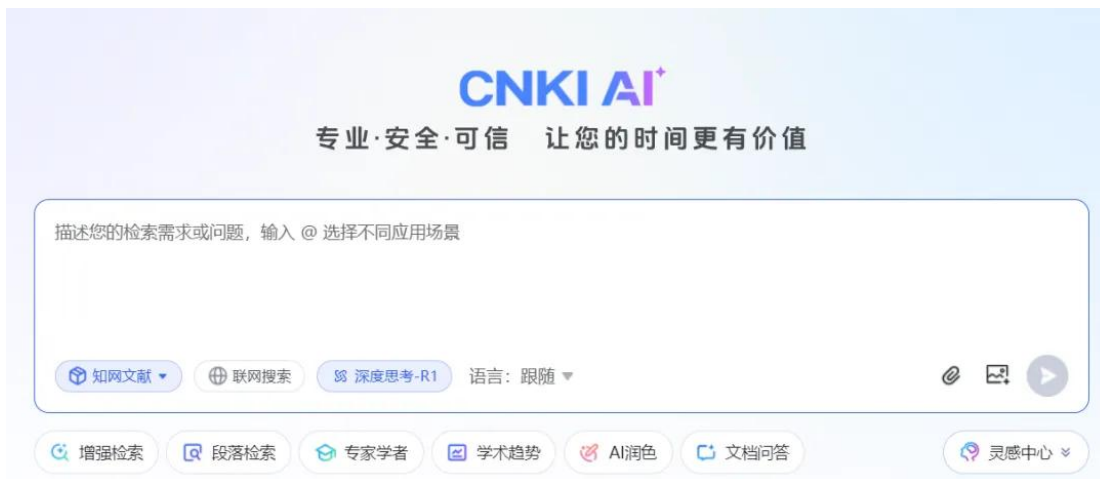 CNKI AI
专业·安全·可信 让您的时间更有价值
描述您的检索需求或问题，输入 @ 选择不同应用场景
知网文献 联网搜索 深度思考-R1 语言：跟随
增强检索 段落检索 专家学者 学术趋势 AI润色 文档问答 灵感中心